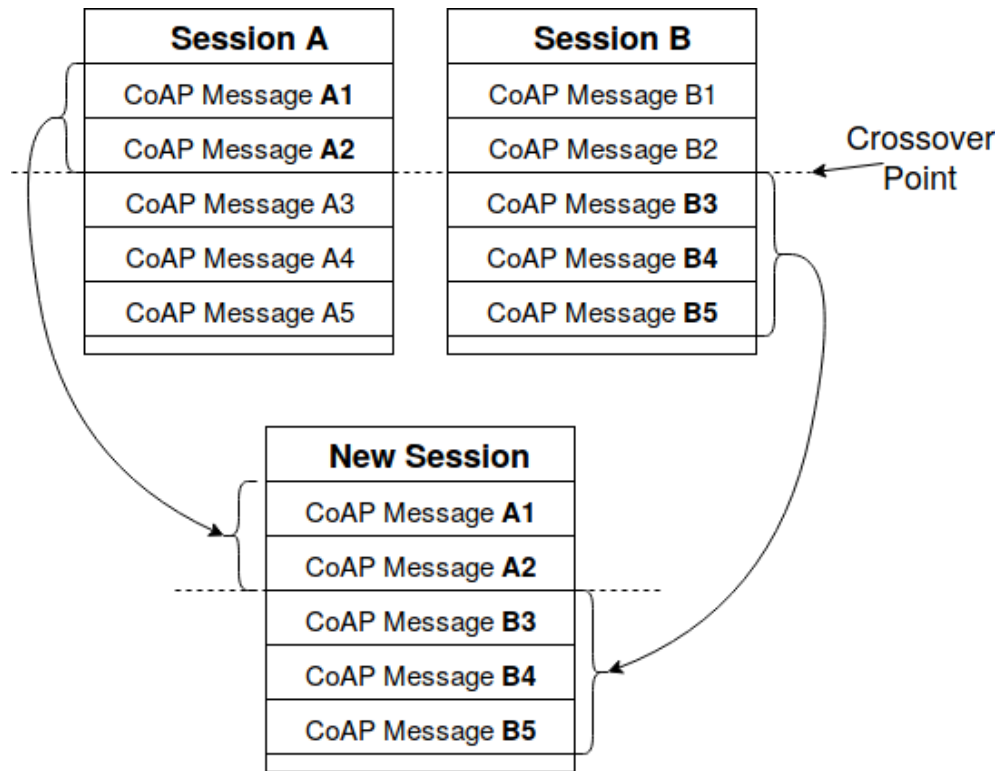 Session A
CoAP Message A1
CoAP Message A2
CoAP Message A3
CoAP Message A4
CoAP Message A5
Session B
CoAP Message B1
CoAP Message B2
CoAP Message B3
CoAP Message B4
CoAP Message B5
Crossover
Point
New Session
CoAP Message A1
CoAP Message A2
CoAP Message B3
CoAP Message B4
CoAP Message B5